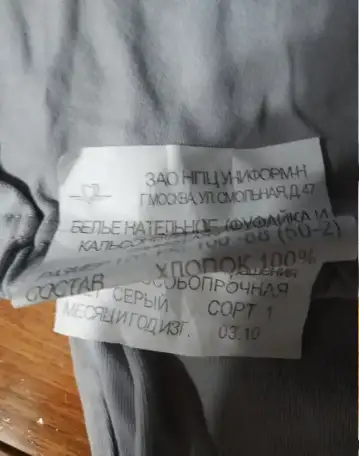 ЗАО НПЦ УНИФОРМ-Н
Г.МОСКВА, УЛ. СМОЛЬНАЯ, Д. 47
БЕЛЬЕ НАТЕЛЬНОЕ (ФУФАЙКА И
100-88 (50-2)
СОСТАВ ХЛОПОК 100%
ОСОБОПРОЧНАЯ
СЕРЫЙ СОРТ 1
МЕСЯЦ И ГОД ИЗГ. 03.10